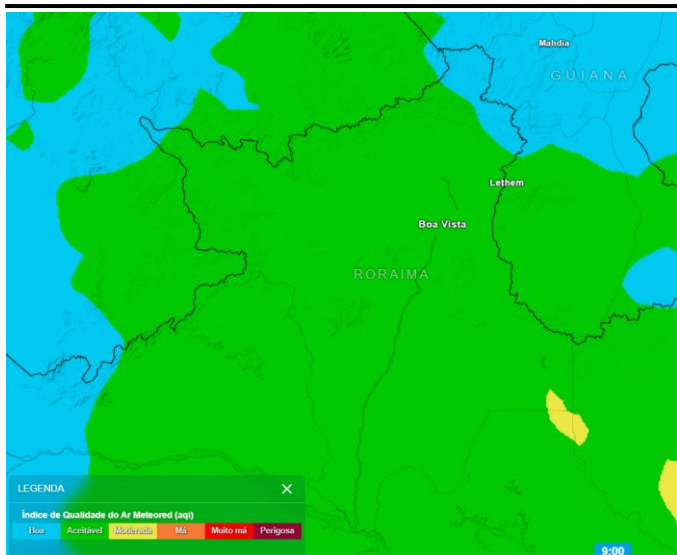 Mahdia
GUIANA
Lethem
Boa Vista
RORAIMA
LEGENDA
Índice de Qualidade do Ar Meteored (aqi)
Boa Aceitável Moderada Má Muito má Perigosa
9:00